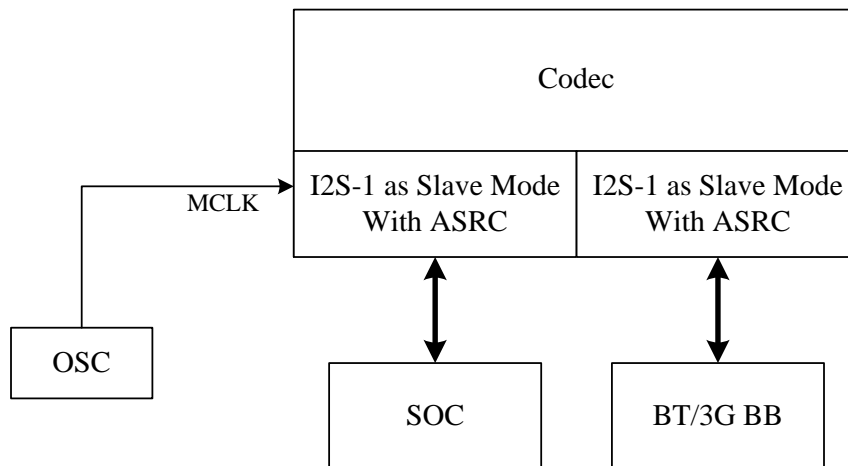 Codec
I2S-1 as Slave Mode
With ASRC
I2S-1 as Slave Mode
With ASRC
MCLK
OSC
SOC
BT/3G BB